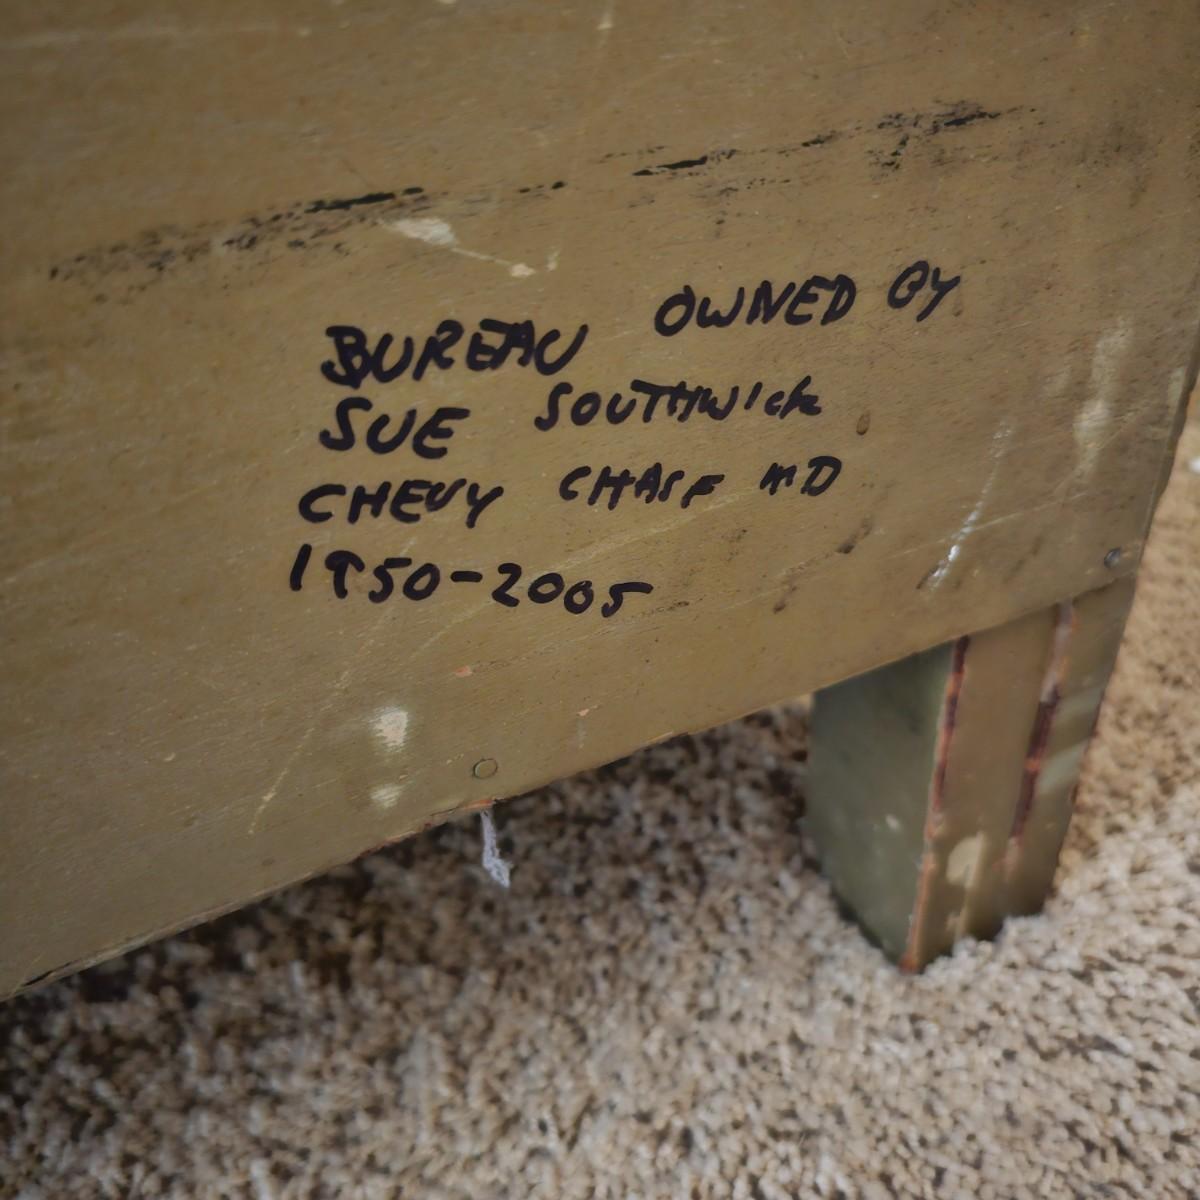 BUREAU OWNED BY
SUE SOUTHWICK
CHEVY CHASE MD
1950-2005